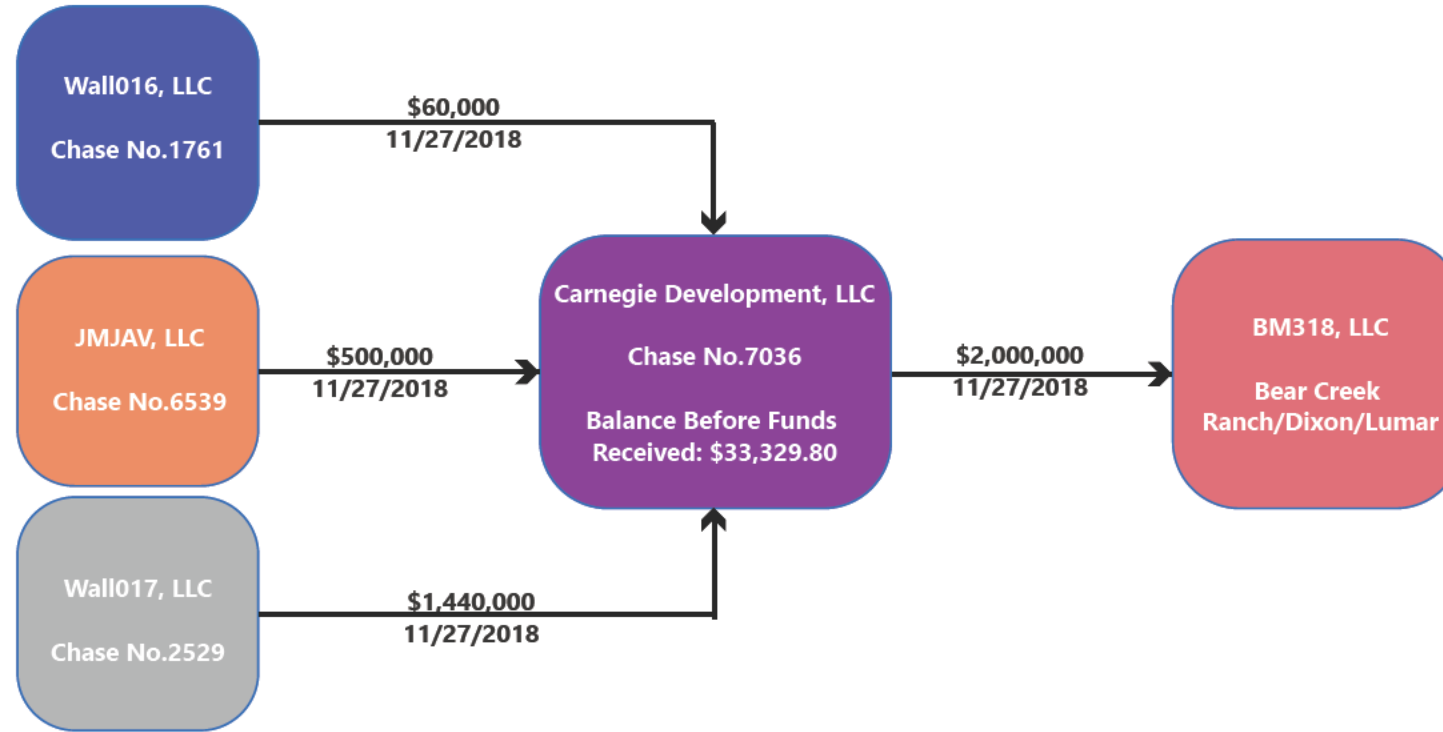 Wall016, LLC
Chase No.1761
$60,000
11/27/2018
JMJAV, LLC
Chase No.6539
$500,000
11/27/2018
Wall017, LLC
Chase No.2529
$1,440,000
11/27/2018
Carnegie Development, LLC
Chase No.7036
Balance Before Funds
Received: $33,329.80
$2,000,000
11/27/2018
BM318, LLC
Bear Creek
Ranch/Dixon/Lumar